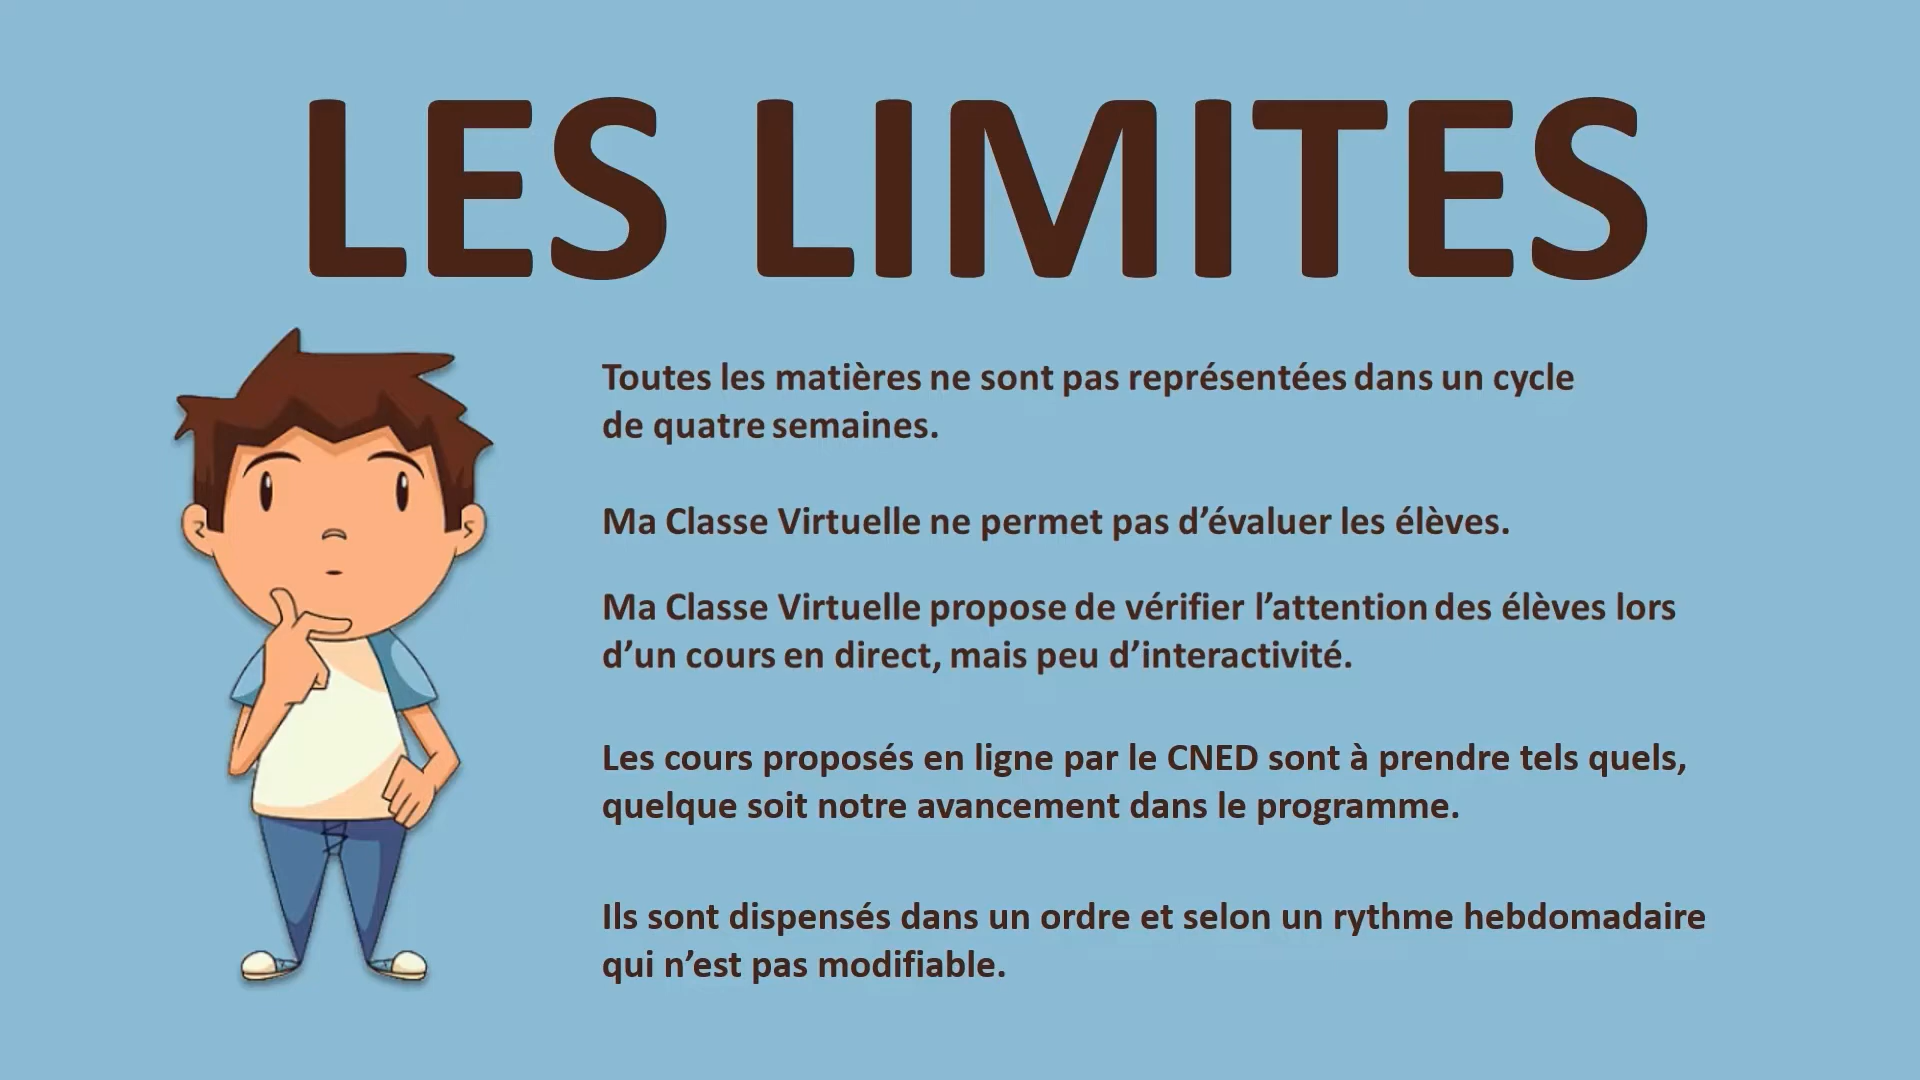 LES LIMITES
Toutes les matières ne sont pas représentées dans un cycle
de quatre semaines.
Ma Classe Virtuelle ne permet pas d’évaluer les élèves.
Ma Classe Virtuelle propose de vérifier l’attention des élèves lors
d’un cours en direct, mais peu d’interactivité.
Les cours proposés en ligne par le CNED sont à prendre tels quels,
quelque soit notre avancement dans le programme.
Ils sont dispensés dans un ordre et selon un rythme hebdomadaire
qui n’est pas modifiable.